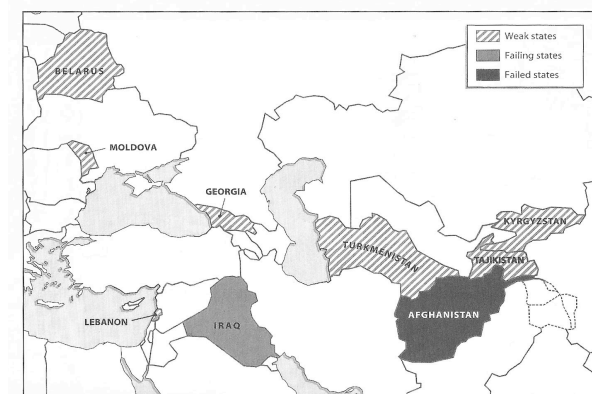 Weak states
Failing states
Failed states
BELARUS
MOLDOVA
GEORGIA
KYRGYZSTAN
TURKMENISTAN
TAJIKISTAN
AFGHANISTAN
LEBANON
IRAQ